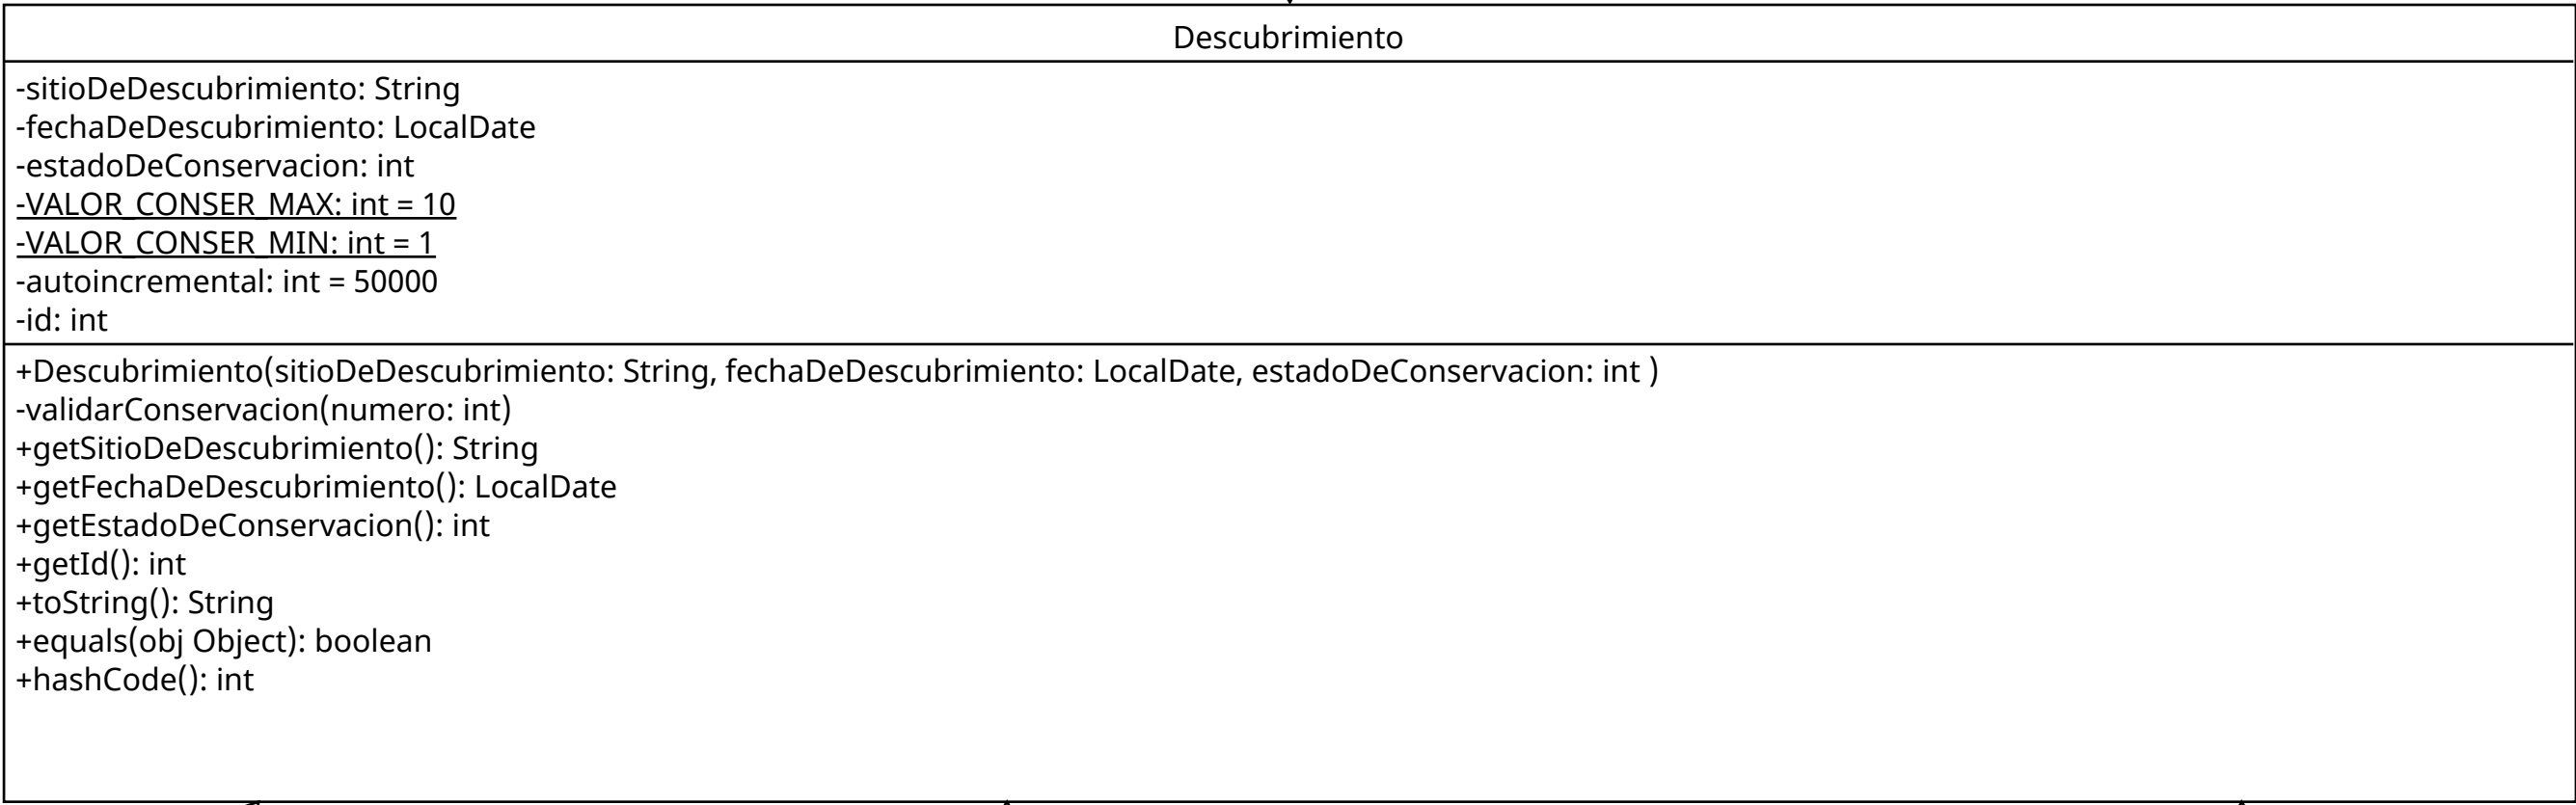 Descubrimiento
-sitioDeDescubrimiento: String
-fechaDeDescubrimiento: LocalDate
-estadoDeConservacion: int
-VALOR_CONSER_MAX: int = 10
-VALOR_CONSER_MIN: int = 1
-autoincremental: int = 50000
-id: int
+Descubrimiento(sitioDeDescubrimiento: String, fechaDeDescubrimiento: LocalDate, estadoDeConservacion: int )
-validarConservacion(numero: int)
+getSitioDeDescubrimiento(): String
+getFechaDeDescubrimiento(): LocalDate
+getEstadoDeConservacion(): int
+getId(): int
+toString(): String
+equals(obj Object): boolean
+hashCode(): int